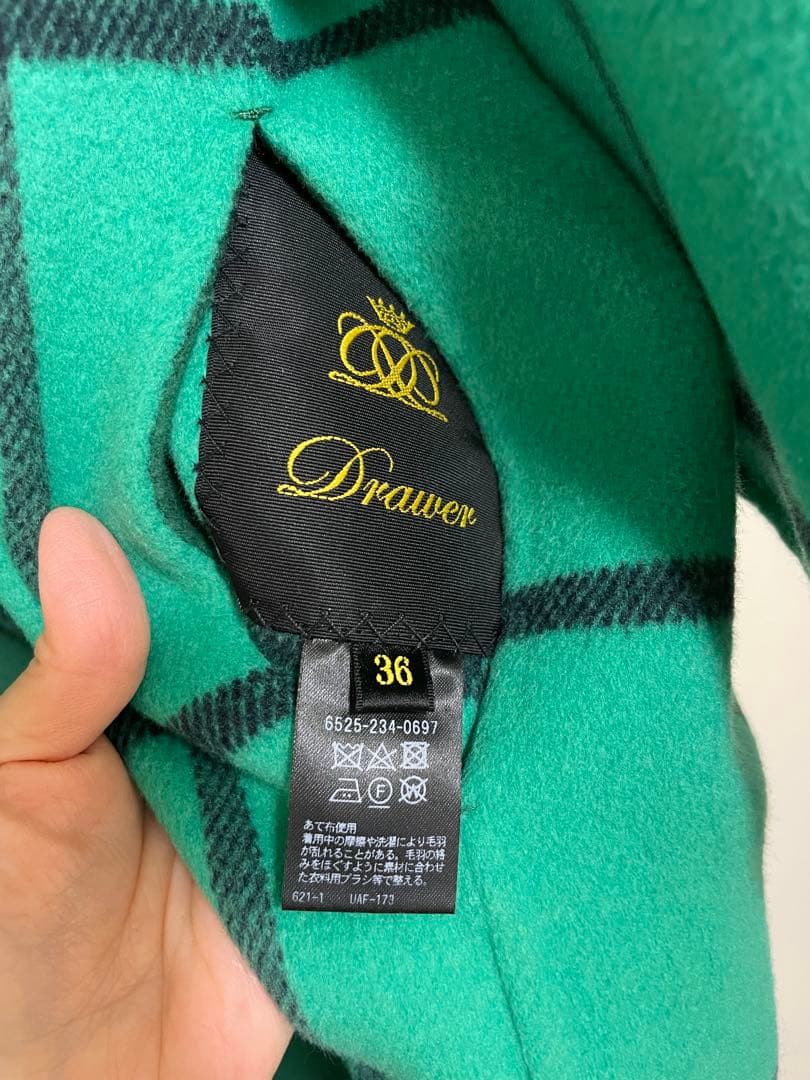 Drawer
36
6525-234-0697
F
W
あて布使用
着用中の摩擦や洗濯により毛羽
が乱れることがある。毛羽の絡
みをほぐすように素材に合わせ
た衣料用ブラシ等で整える。
621-1 UAF-173